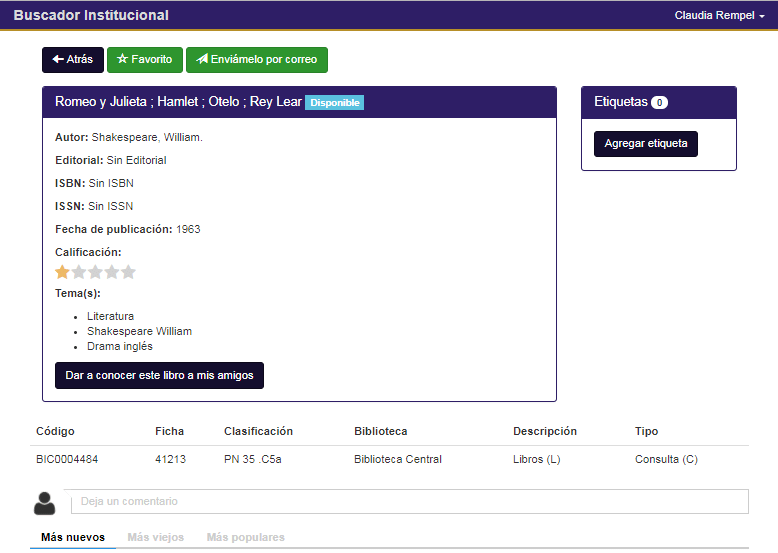 Buscador Institucional
Claudia Rempel
Atrás
Favorito
Enviámelo por correo
Romeo y Julieta ; Hamlet ; Otelo ; Rey Lear Disponible
Etiquetas 0
Agregar etiqueta
Autor: Shakespeare, William.
Editorial: Sin Editorial
ISBN: Sin ISBN
ISSN: Sin ISSN
Fecha de publicación: 1963
Calificación:
Tema(s):
• Literatura
• Shakespeare William
• Drama inglés
Dar a conocer este libro a mis amigos
Código Ficha Clasificación Biblioteca Descripción Tipo
BIC0004484 41213 PN 35 .C5a Biblioteca Central Libros (L) Consulta (C)
Deja un comentario
Más nuevos Más viejos Más populares